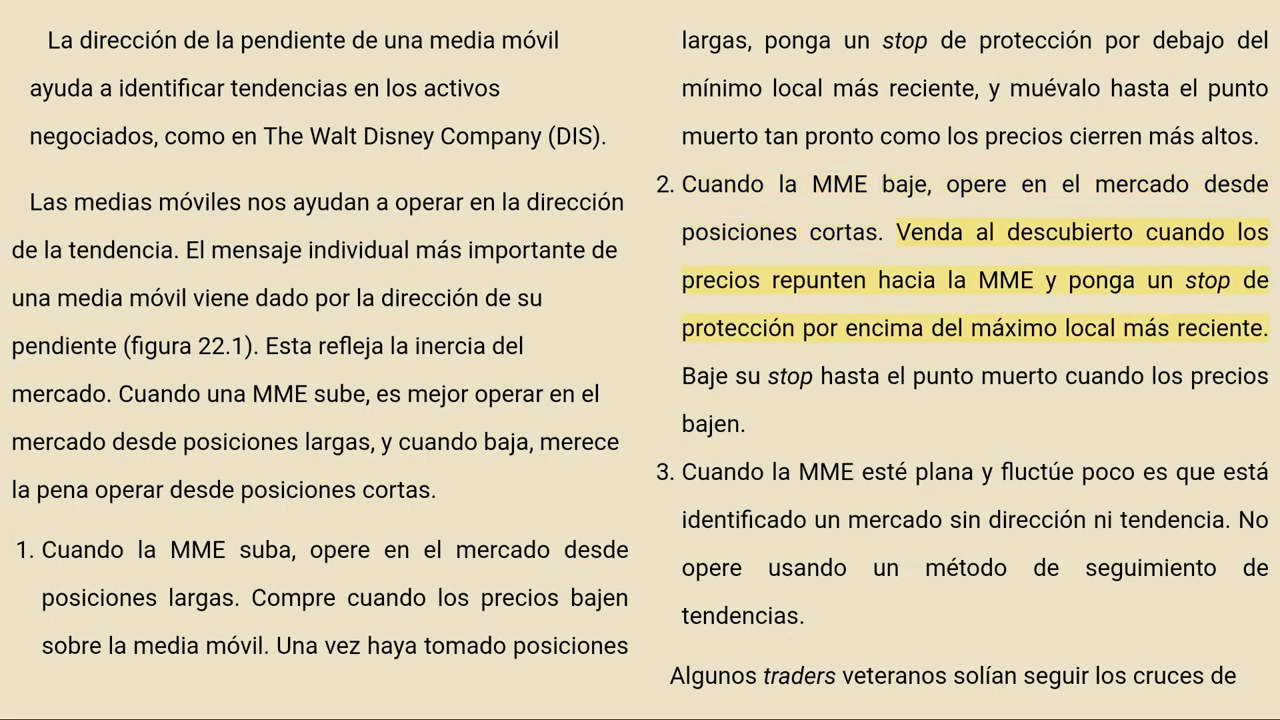 La dirección de la pendiente de una media móvil
ayuda a identificar tendencias en los activos
negociados, como en The Walt Disney Company (DIS).
Las medias móviles nos ayudan a operar en la dirección
de la tendencia. El mensaje individual más importante de
una media móvil viene dado por la dirección de su
pendiente (figura 22.1). Esta refleja la inercia del
mercado. Cuando una MME sube, es mejor operar en el
mercado desde posiciones largas, y cuando baja, merece
la pena operar desde posiciones cortas.
1. Cuando la MME suba, opere en el mercado desde
posiciones largas. Compre cuando los precios bajen
sobre la media móvil. Una vez haya tomado posiciones
largas, ponga un stop de protección por debajo del
mínimo local más reciente, y muévalo hasta el punto
muerto tan pronto como los precios cierren más altos.
2. Cuando la MME baje, opere en el mercado desde
posiciones cortas. Venda al descubierto cuando los
precios repunten hacia la MME y ponga un stop de
protección por encima del máximo local más reciente.
Baje su stop hasta el punto muerto cuando los precios
bajen.
3. Cuando la MME esté plana y fluctúe poco es que está
identificado un mercado sin dirección ni tendencia. No
opere usando un método de seguimiento de
tendencias.
Algunos traders veteranos solían seguir los cruces de